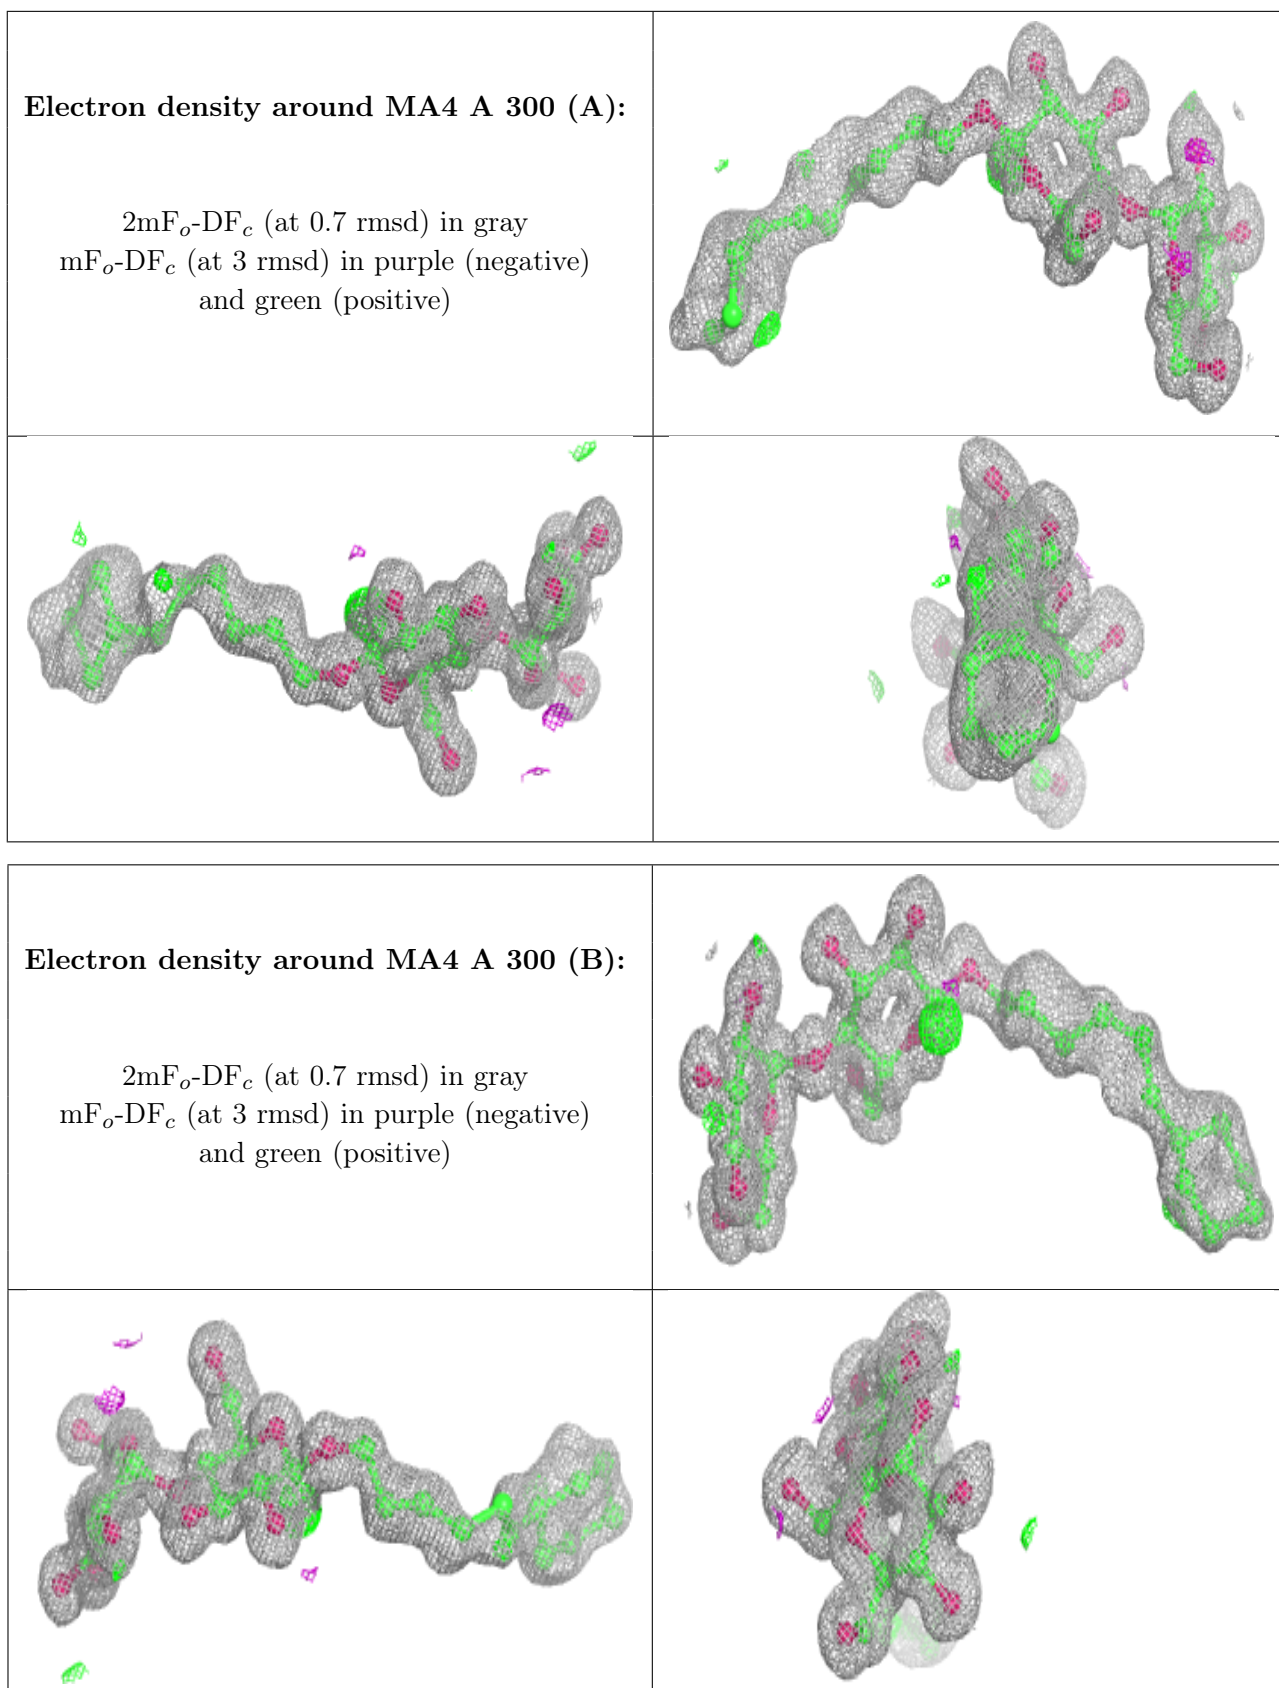 Electron density around MA4 A 300 (A):
2mFo-DFc (at 0.7 rmsd) in gray
mFo-DFc (at 3 rmsd) in purple (negative)
and green (positive)
Electron density around MA4 A 300 (B):
2mFo-DFc (at 0.7 rmsd) in gray
mFo-DFc (at 3 rmsd) in purple (negative)
and green (positive)